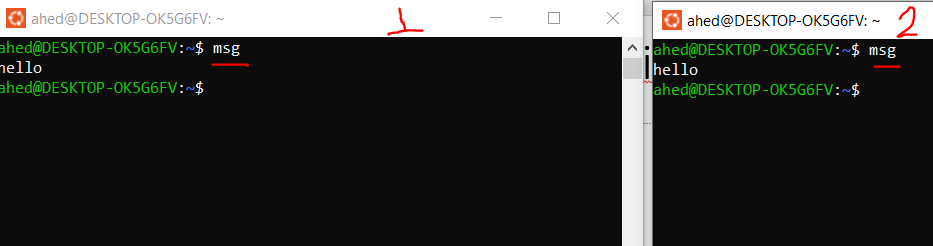 ahed@DESKTOP-OK5G6FV: ~
1
ahed@DESKTOP-OK5G6FV:~$ msg
hello
ahed@DESKTOP-OK5G6FV:~$
ahed@DESKTOP-OK5G6FV: ~
2
ahed@DESKTOP-OK5G6FV:~$ msg
hello
ahed@DESKTOP-OK5G6FV:~$